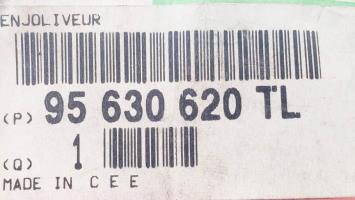 ENJOLIVEUR
(P) 95 630 620 TL
(Q) 1
MADE IN C E E